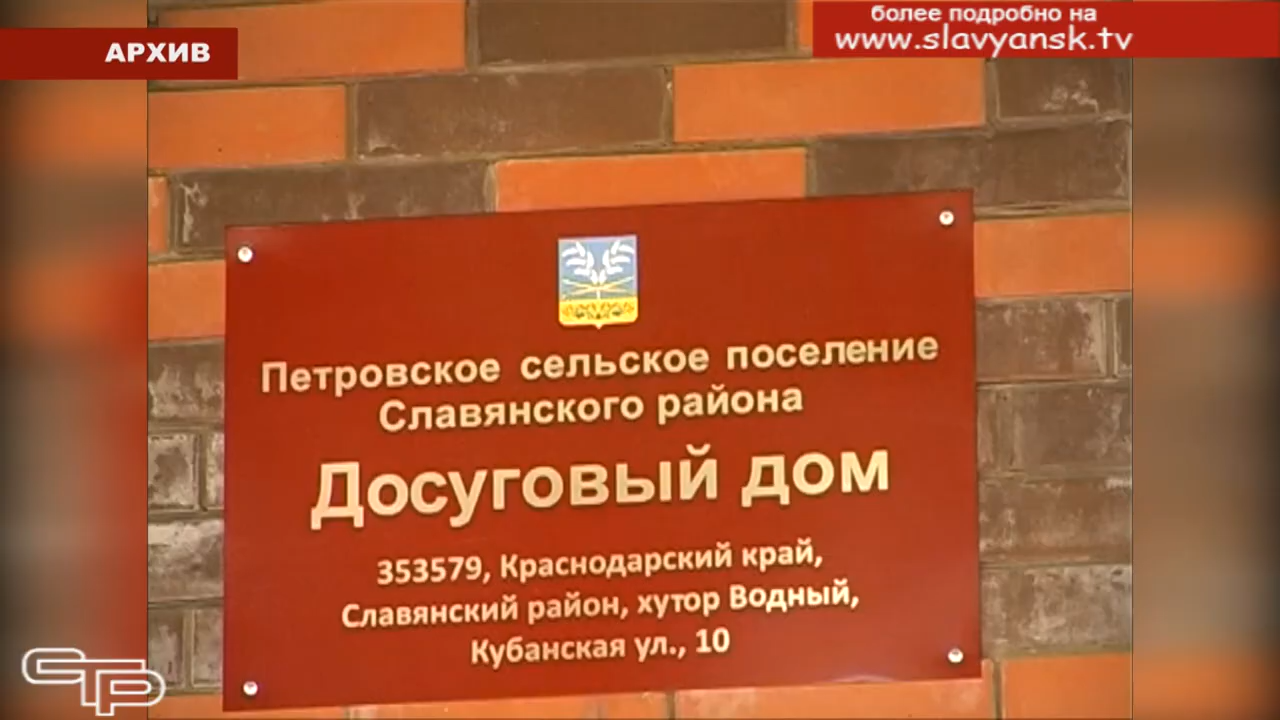 АРХИВ
более подробно на
www.slavyansk.tv
Петровское сельское поселение
Славянского района
Досуговый дом
353579, Краснодарский край,
Славянский район, хутор Водный,
Кубанская ул., 10
СТР